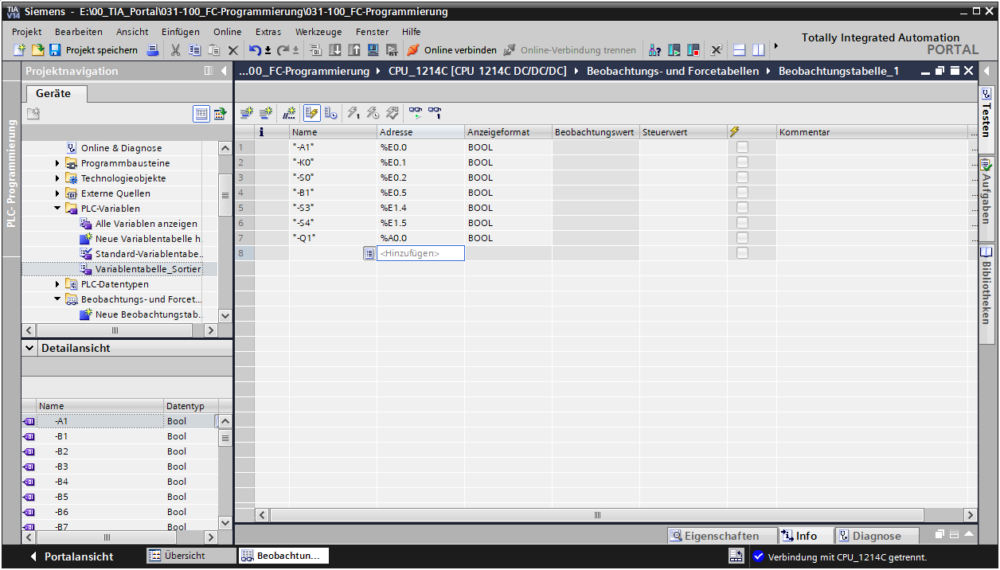 TIA V14 Siemens - E:\00_TIA_Portal\031-100_FC-Programmierung\031-100_FC-Programmierung
Projekt Bearbeiten Ansicht Einfügen Online Extras Werkzeuge Fenster Hilfe
Projekt speichern Online verbinden Online-Verbindung trennen
Totally Integrated Automation
PORTAL
Projektnavigation
...00_FC-Programmierung CPU_1214C [CPU 1214C DC/DC/DC] Beobachtungs- und Forcetabellen Beobachtungstabelle_1
Geräte
PLC- Programmierung
Online & Diagnose
Programmbausteine
Technologieobjekte
Externe Quellen
PLC-Variablen
Alle Variablen anzeigen
Neue Variablentabelle h.
Standard-Variablentabe..
Variablentabelle_Sortier
PLC-Datentypen
Beobachtungs- und Forcet...
Neue Beobachtungstab..
Detailansicht
Name Datentyp
-A1 Bool
-B1 Bool
-B2 Bool
-B3 Bool
-B4 Bool
-B5 Bool
-B6 Bool
-B7 Bool
i Name Adresse Anzeigeformat Beobachtungswert Steuerwert Kommentar ...
1 "-A1" %E0.0 BOOL ...
2 "-K0" %E0.1 BOOL ...
3 "-S0" %E0.2 BOOL ...
4 "-B1" %E0.5 BOOL ...
5 "-S3" %E1.4 BOOL ...
6 "-S4" %E1.5 BOOL ...
7 "-Q1" %A0.0 BOOL ...
8 <Hinzufügen> ...
Testen
Aufgaben
Bibliotheken
Eigenschaften Info Diagnose
Portalansicht Übersicht Beobachtun... Verbindung mit CPU_1214C getrennt.